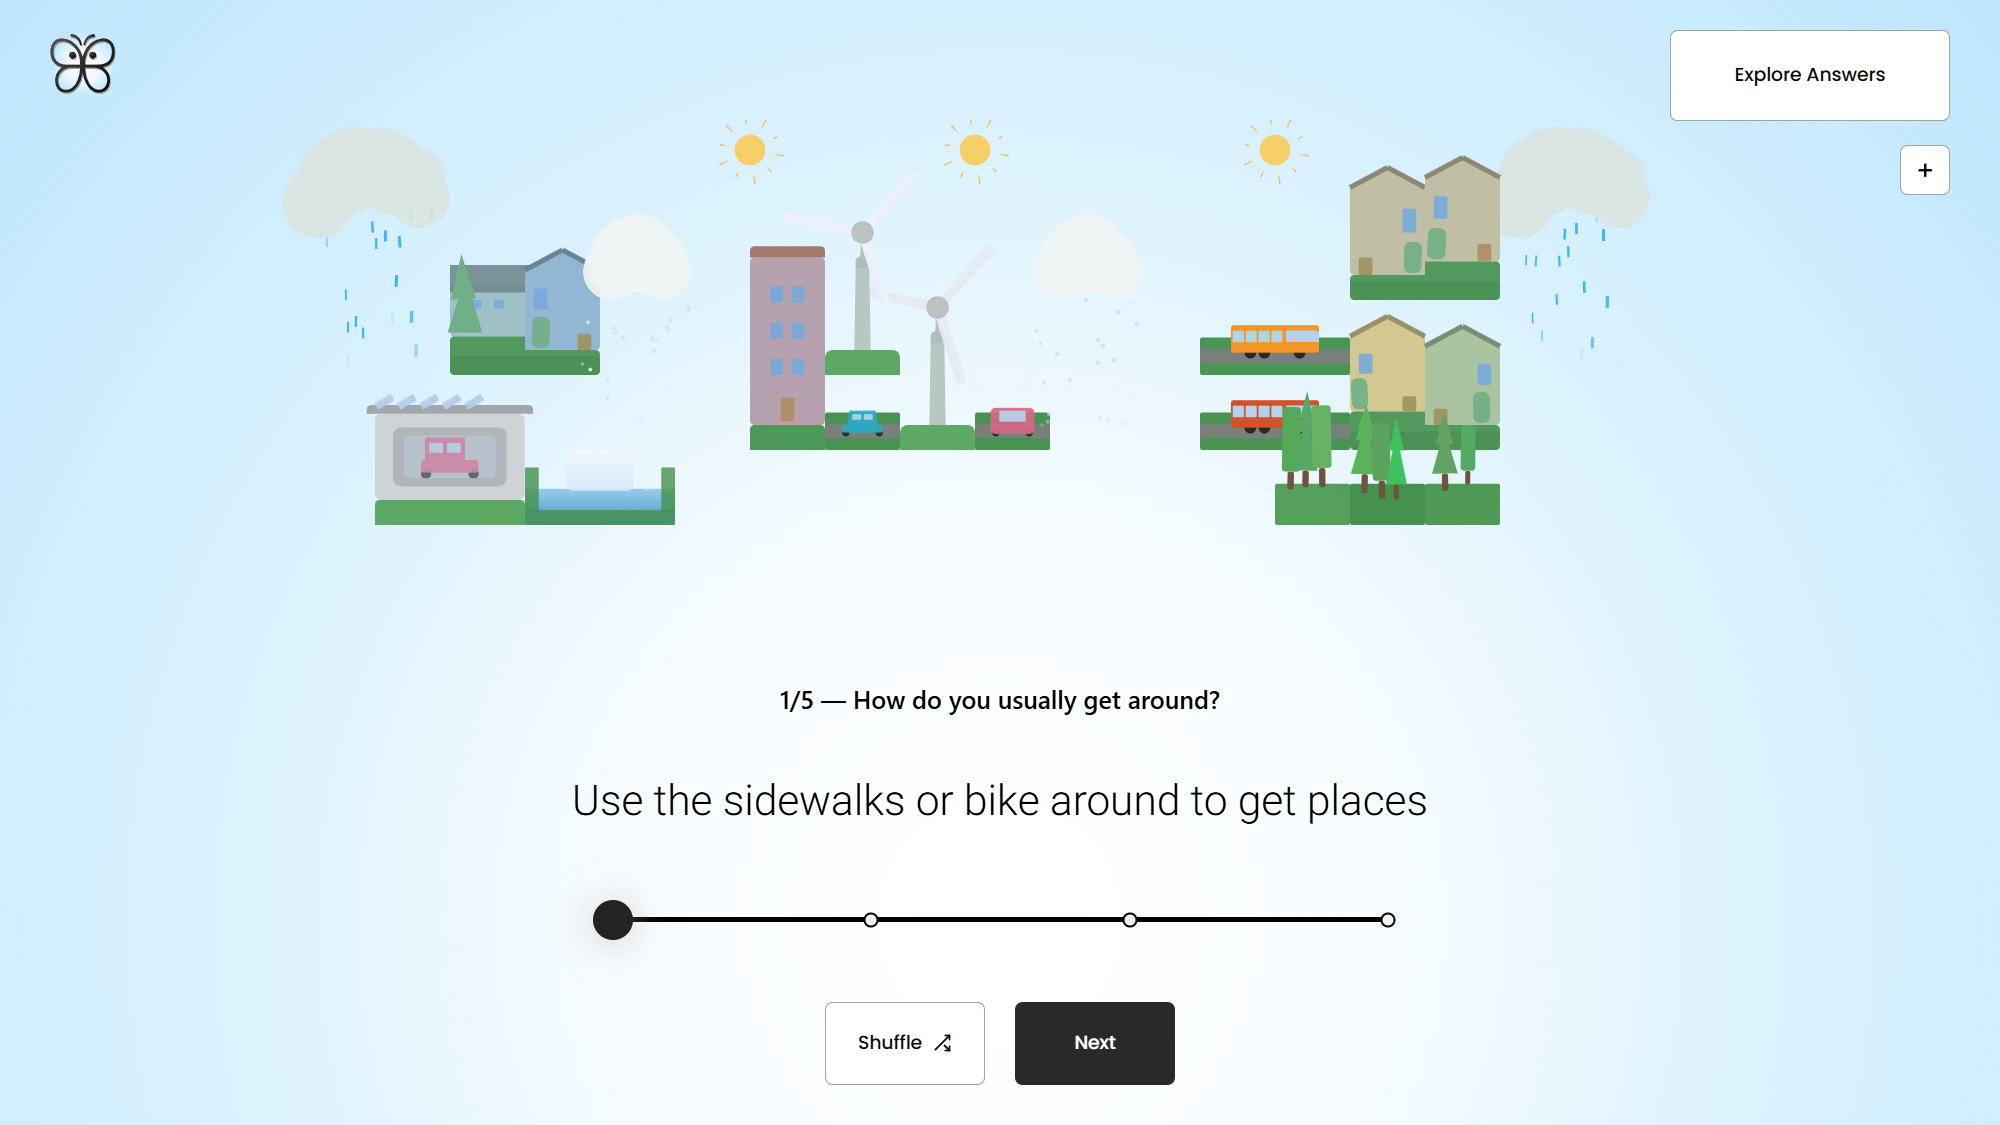 Explore Answers
+
1/5 — How do you usually get around?
Use the sidewalks or bike around to get places
Shuffle
Next